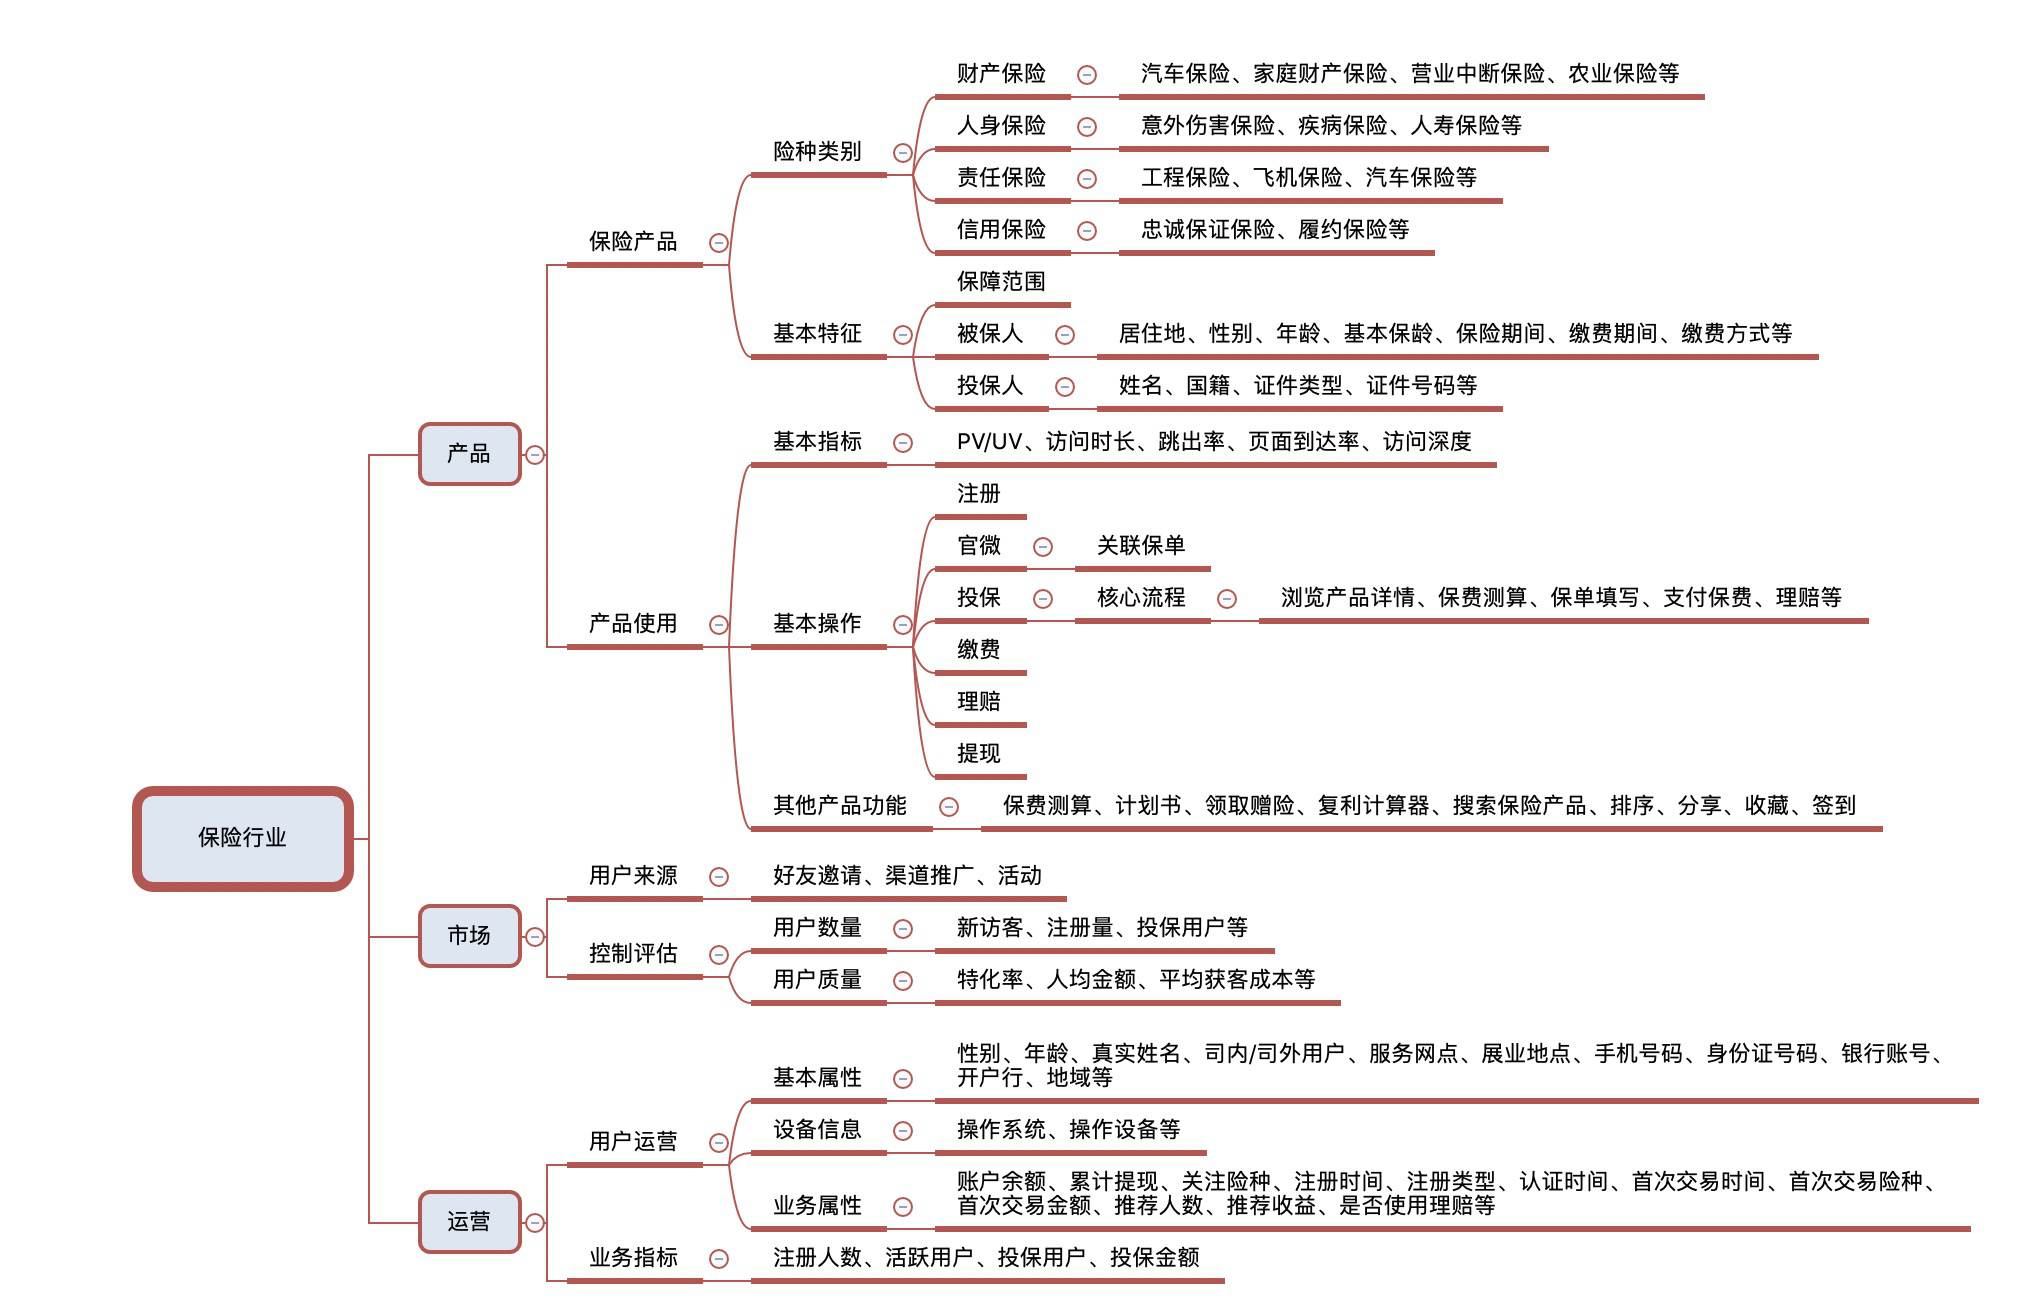 财产保险
汽车保险、家庭财产保险、营业中断保险、农业保险等
人身保险
意外伤害保险、疾病保险、人寿保险等
险种类别
责任保险
工程保险、飞机保险、汽车保险等
信用保险
忠诚保证保险、履约保险等
保险产品
保障范围
基本特征
被保人
居住地、性别、年龄、基本保龄、保险期间、缴费期间、缴费方式等
投保人
姓名、国籍、证件类型、证件号码等
产品
基本指标
PV/UV、访问时长、跳出率、页面到达率、访问深度
注册
官微
关联保单
投保
核心流程
浏览产品详情、保费测算、保单填写、支付保费、理赔等
产品使用
基本操作
缴费
理赔
提现
其他产品功能
保费测算、计划书、领取赠险、复利计算器、搜索保险产品、排序、分享、收藏、签到
保险行业
用户来源
好友邀请、渠道推广、活动
市场
控制评估
用户数量
新访客、注册量、投保用户等
用户质量
特化率、人均金额、平均获客成本等
基本属性
性别、年龄、真实姓名、司内/司外用户、服务网点、展业地点、手机号码、身份证号码、银行账号、
开户行、地域等
用户运营
设备信息
操作系统、操作设备等
业务属性
账户余额、累计提现、关注险种、注册时间、注册类型、认证时间、首次交易时间、首次交易险种、
首次交易金额、推荐人数、推荐收益、是否使用理赔等
运营
业务指标
注册人数、活跃用户、投保用户、投保金额